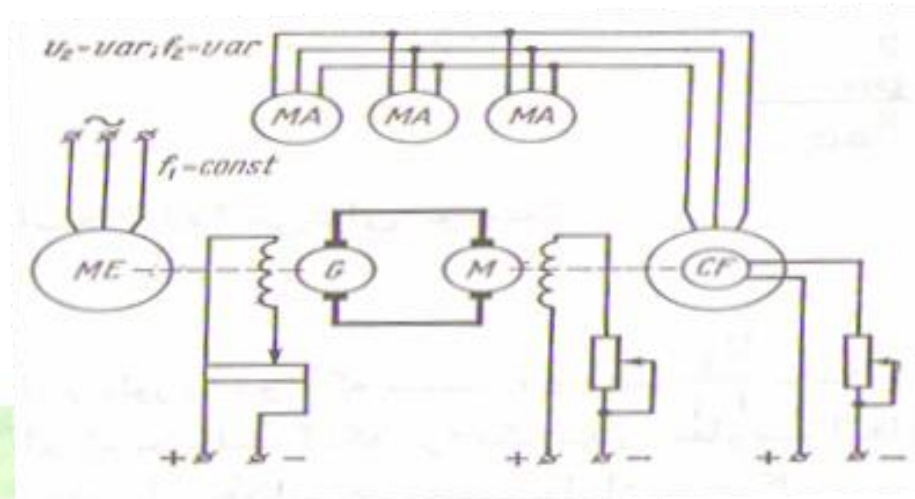 u₂=var; f₂=var
MA MA MA
~
f₁=const
ME G M CF
+ − + − + −